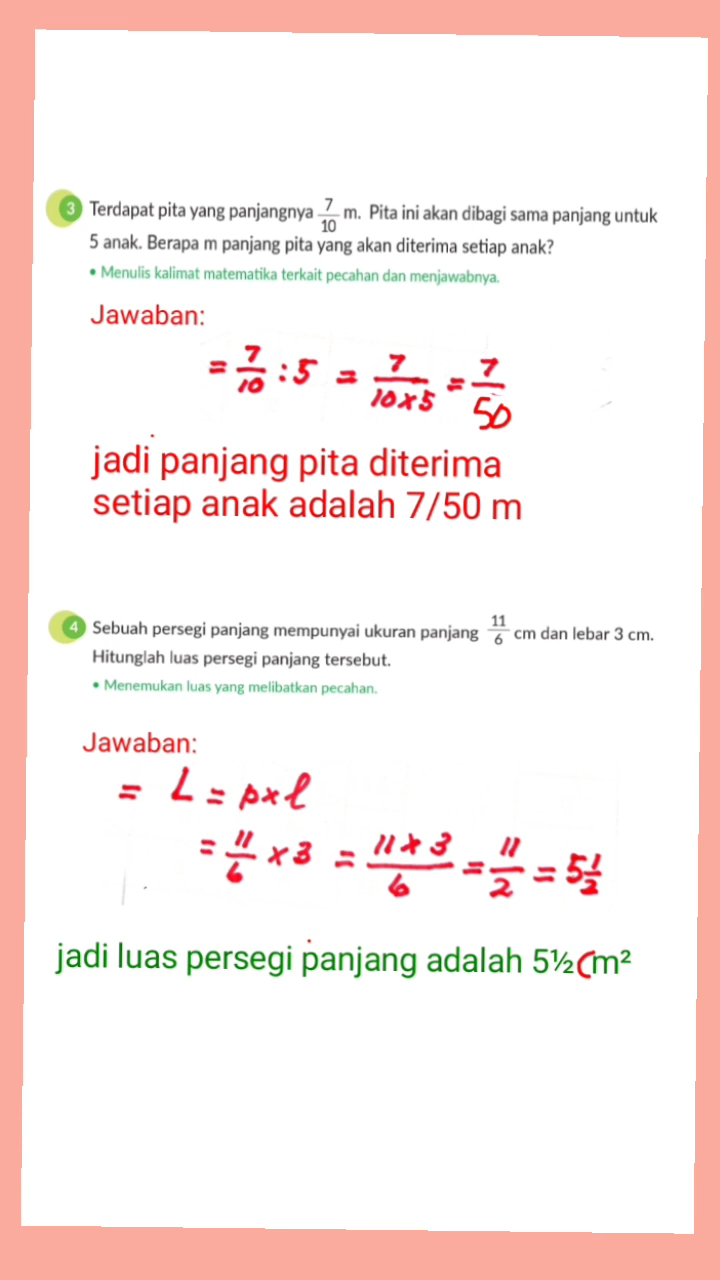 3 Terdapat pita yang panjangnya 7/10 m. Pita ini akan dibagi sama panjang untuk
5 anak. Berapa m panjang pita yang akan diterima setiap anak?
• Menulis kalimat matematika terkait pecahan dan menjawabnya.
Jawaban:
= 7/10 : 5 = 7/10×5 = 7/50
jadi panjang pita diterima
setiap anak adalah 7/50 m
4 Sebuah persegi panjang mempunyai ukuran panjang 11/6 cm dan lebar 3 cm.
Hitunglah luas persegi panjang tersebut.
• Menemukan luas yang melibatkan pecahan.
Jawaban:
= L = p×l
= 11/6 × 3 = 11×3/6 = 11/2 = 5 1/2
jadi luas persegi panjang adalah 5½ Cm²